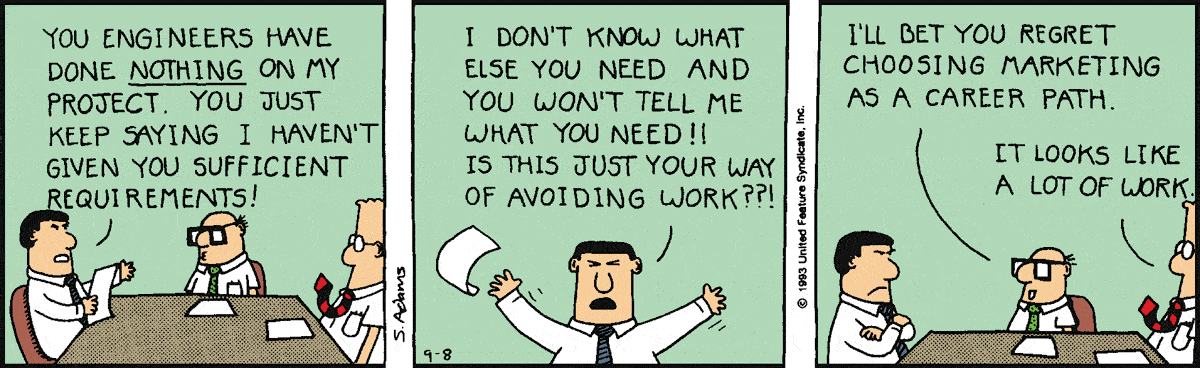 YOU ENGINEERS HAVE
DONE NOTHING ON MY
PROJECT. YOU JUST
KEEP SAYING I HAVEN'T
GIVEN YOU SUFFICIENT
REQUIREMENTS!
S. Adams
I DON'T KNOW WHAT
ELSE YOU NEED AND
YOU WON'T TELL ME
WHAT YOU NEED!!
IS THIS JUST YOUR WAY
OF AVOIDING WORK??!
9-8
© 1993 United Feature Syndicate, Inc.
I'LL BET YOU REGRET
CHOOSING MARKETING
AS A CAREER PATH.
IT LOOKS LIKE
A LOT OF WORK.